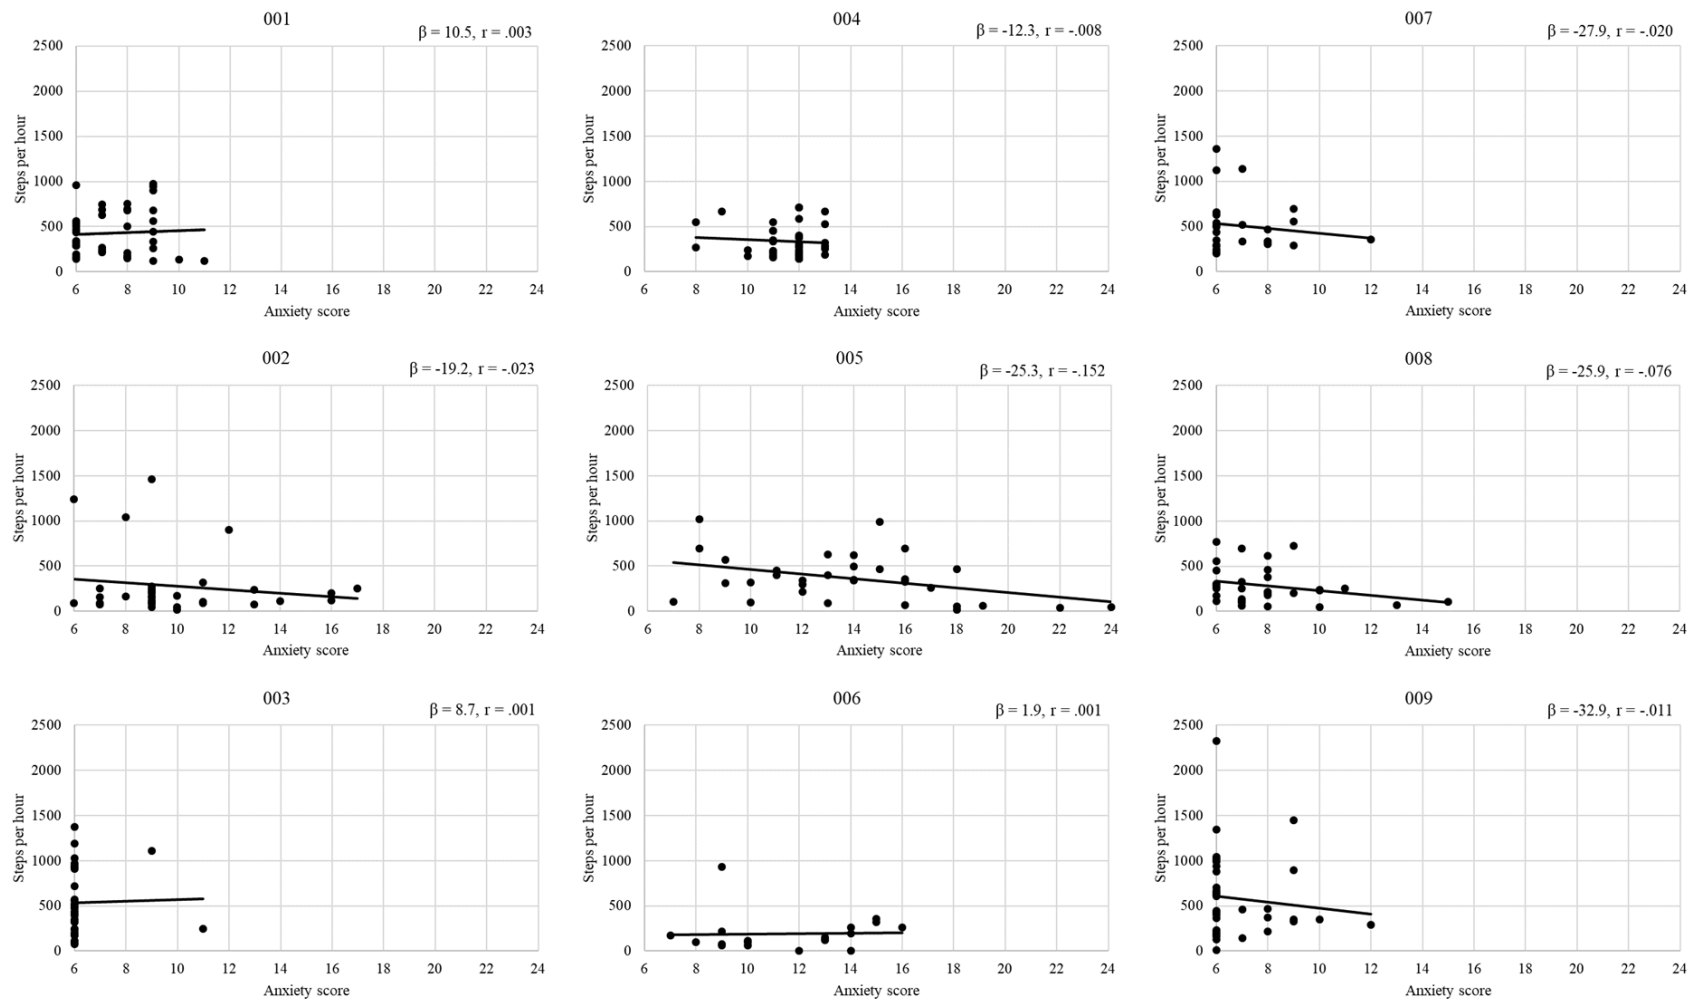 001
β = 10.5, r = .003
2500
2000
1500
1000
500
0
Steps per hour
6 8 10 12 14 16 18 20 22 24
Anxiety score
004
β = -12.3, r = -.008
2500
2000
1500
1000
500
0
Steps per hour
6 8 10 12 14 16 18 20 22 24
Anxiety score
007
β = -27.9, r = -.020
2500
2000
1500
1000
500
0
Steps per hour
6 8 10 12 14 16 18 20 22 24
Anxiety score
002
β = -19.2, r = -.023
2500
2000
1500
1000
500
0
Steps per hour
6 8 10 12 14 16 18 20 22 24
Anxiety score
005
β = -25.3, r = -.152
2500
2000
1500
1000
500
0
Steps per hour
6 8 10 12 14 16 18 20 22 24
Anxiety score
008
β = -25.9, r = -.076
2500
2000
1500
1000
500
0
Steps per hour
6 8 10 12 14 16 18 20 22 24
Anxiety score
003
β = 8.7, r = .001
2500
2000
1500
1000
500
0
Steps per hour
6 8 10 12 14 16 18 20 22 24
Anxiety score
006
β = 1.9, r = .001
2500
2000
1500
1000
500
0
Steps per hour
6 8 10 12 14 16 18 20 22 24
Anxiety score
009
β = -32.9, r = -.011
2500
2000
1500
1000
500
0
Steps per hour
6 8 10 12 14 16 18 20 22 24
Anxiety score